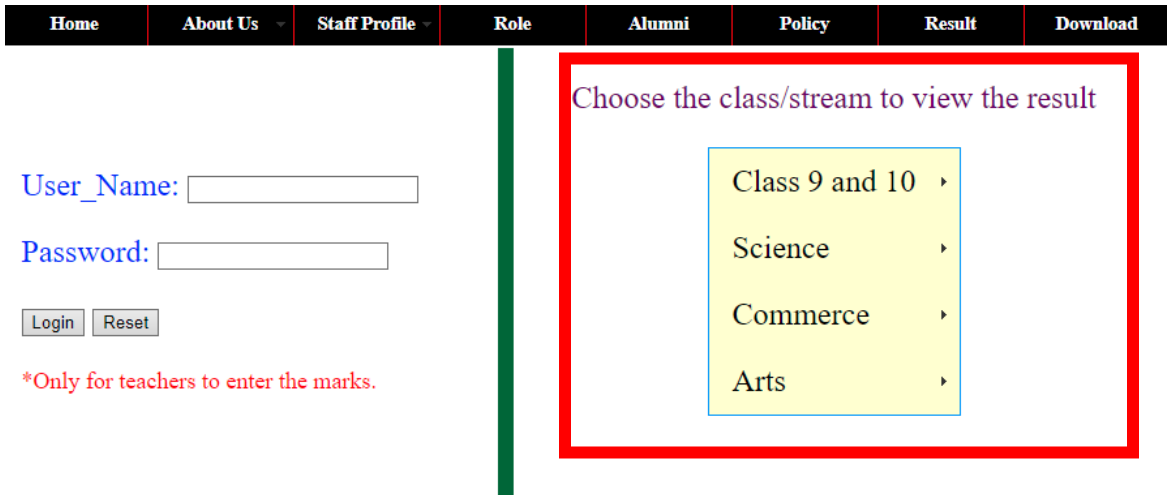 Home About Us Staff Profile Role Alumni Policy Result Download
User_Name:
Password:
Login Reset
*Only for teachers to enter the marks.
Choose the class/stream to view the result
Class 9 and 10
Science
Commerce
Arts